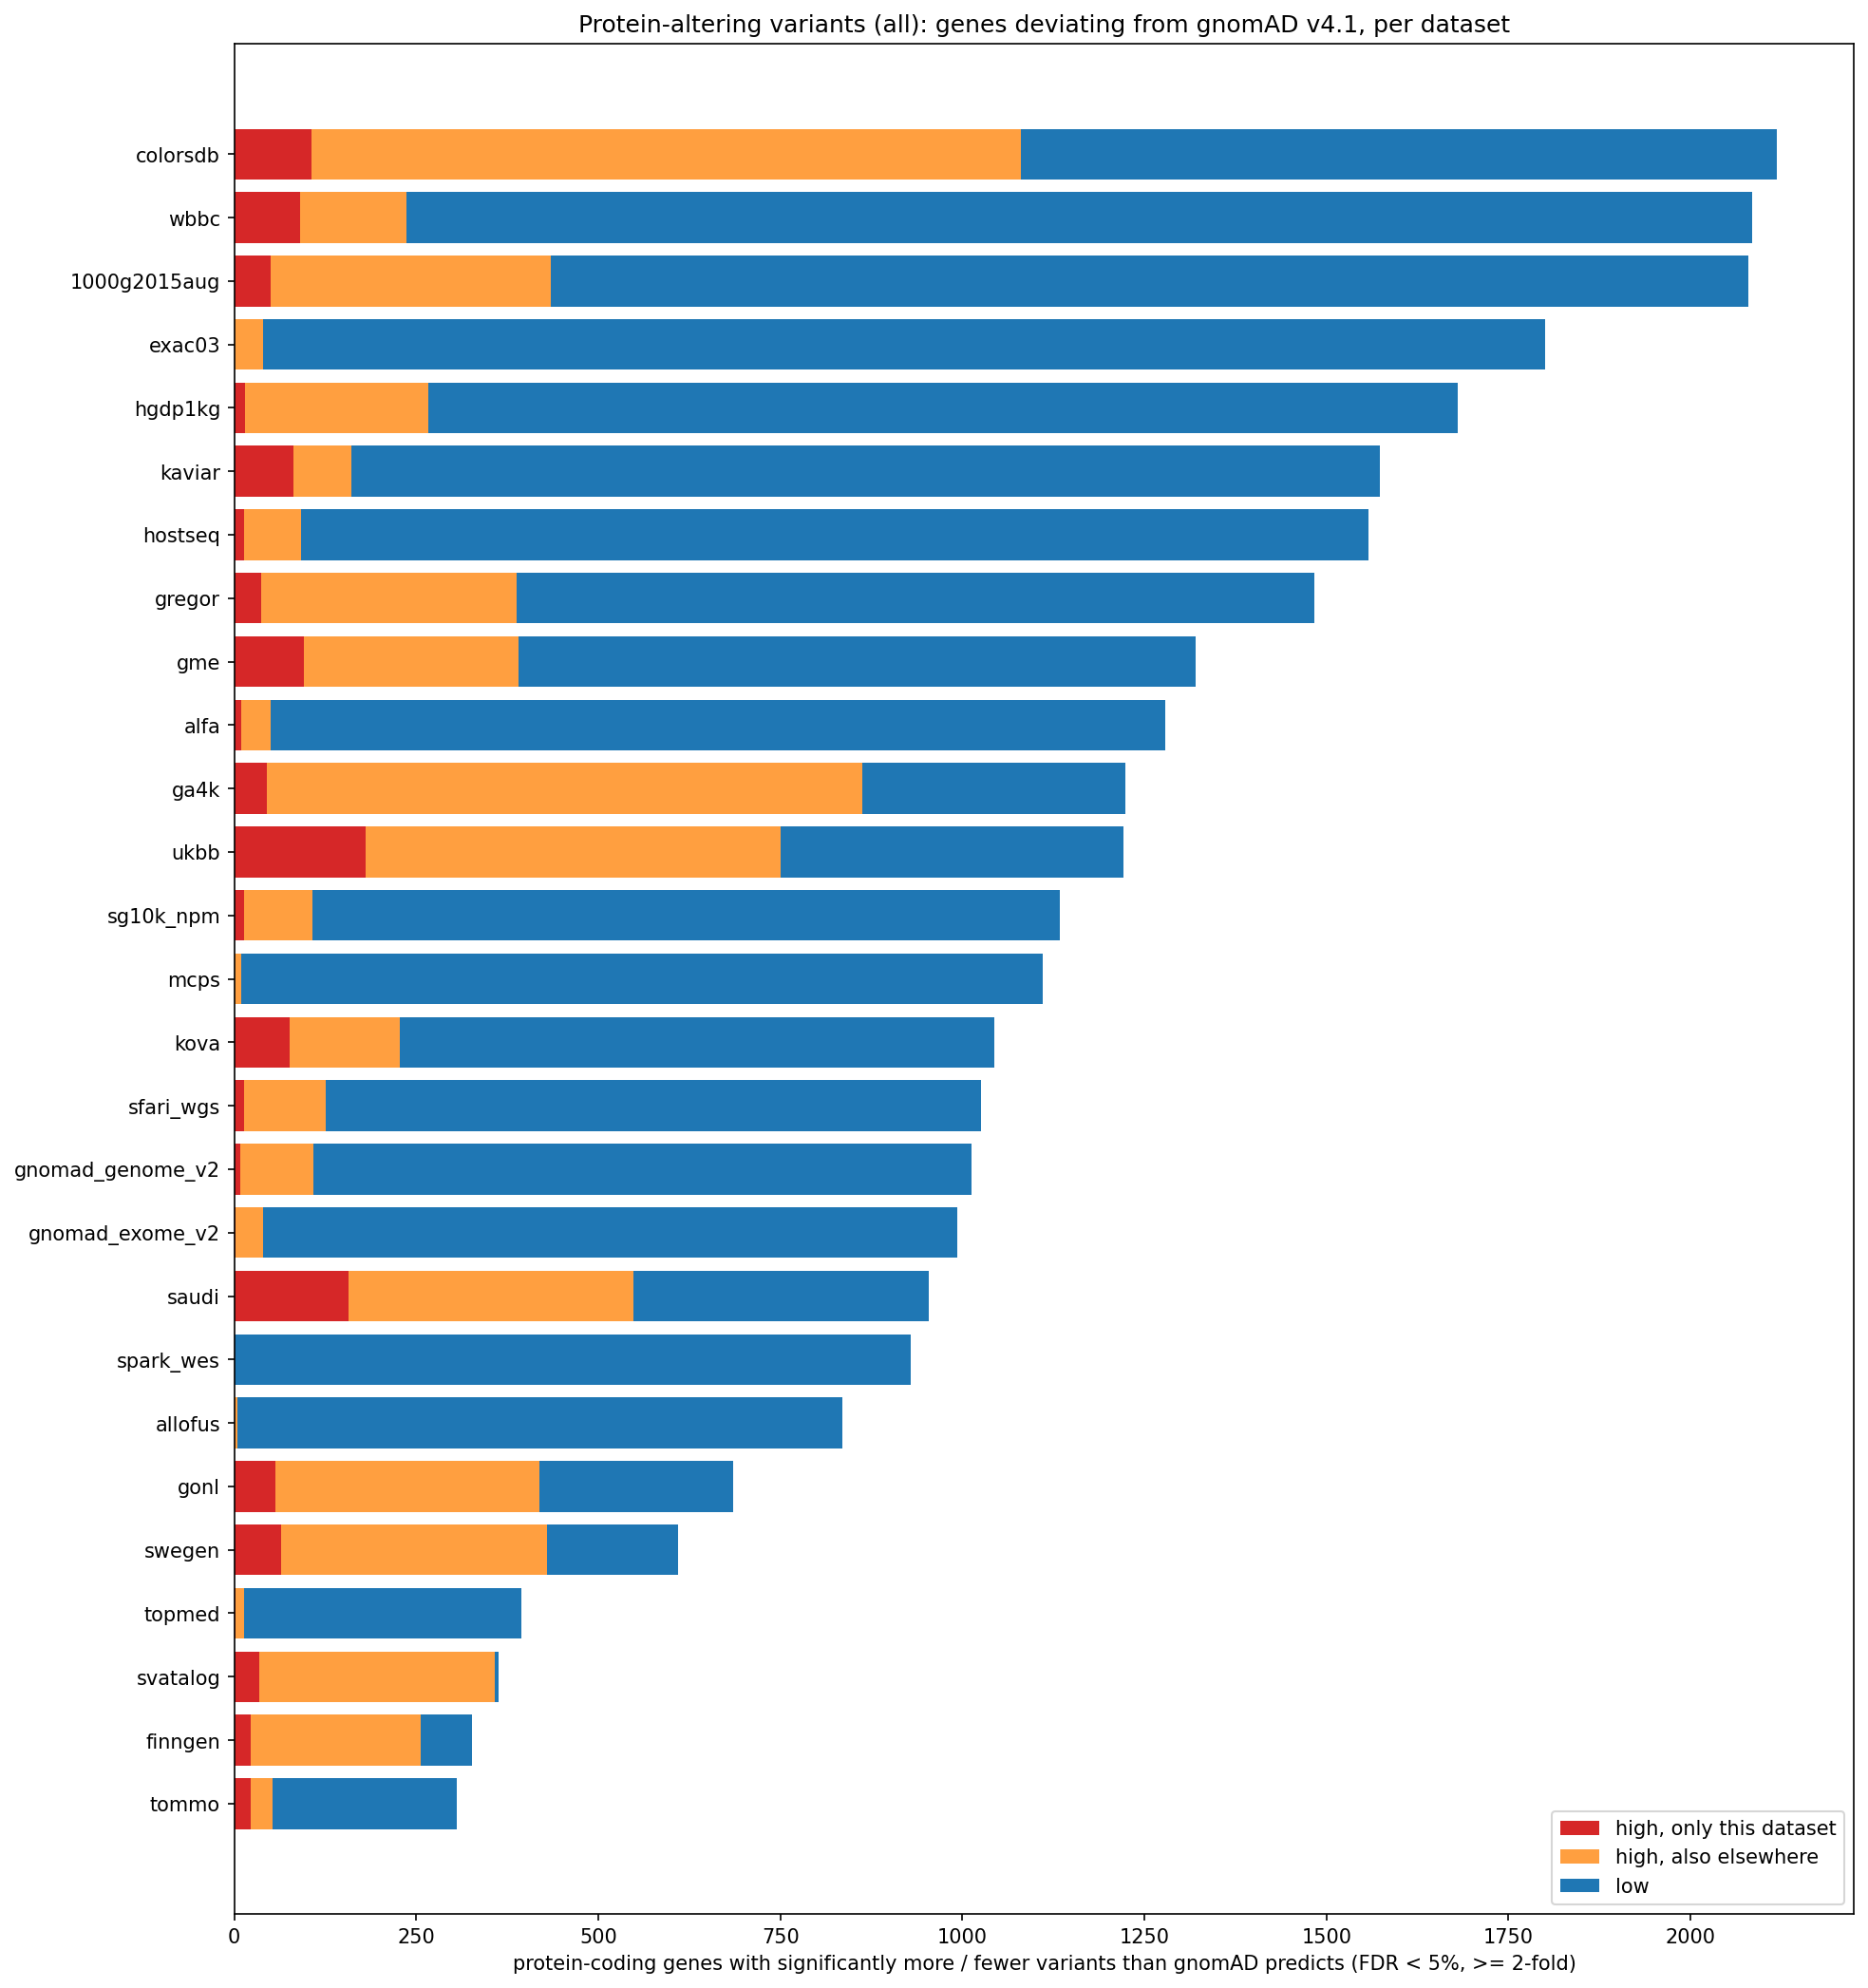 Protein-altering variants (all): genes deviating from gnomAD v4.1, per dataset
colorsdb
wbbc
1000g2015aug
exac03
hgdp1kg
kaviar
hostseq
gregor
gme
alfa
ga4k
ukbb
sg10k_npm
mcps
kova
sfari_wgs
gnomad_genome_v2
gnomad_exome_v2
saudi
spark_wes
allofus
gonl
swegen
topmed
svatalog
finngen
tommo
high, only this dataset
high, also elsewhere
low
0 250 500 750 1000 1250 1500 1750 2000
protein-coding genes with significantly more / fewer variants than gnomAD predicts (FDR < 5%, >= 2-fold)